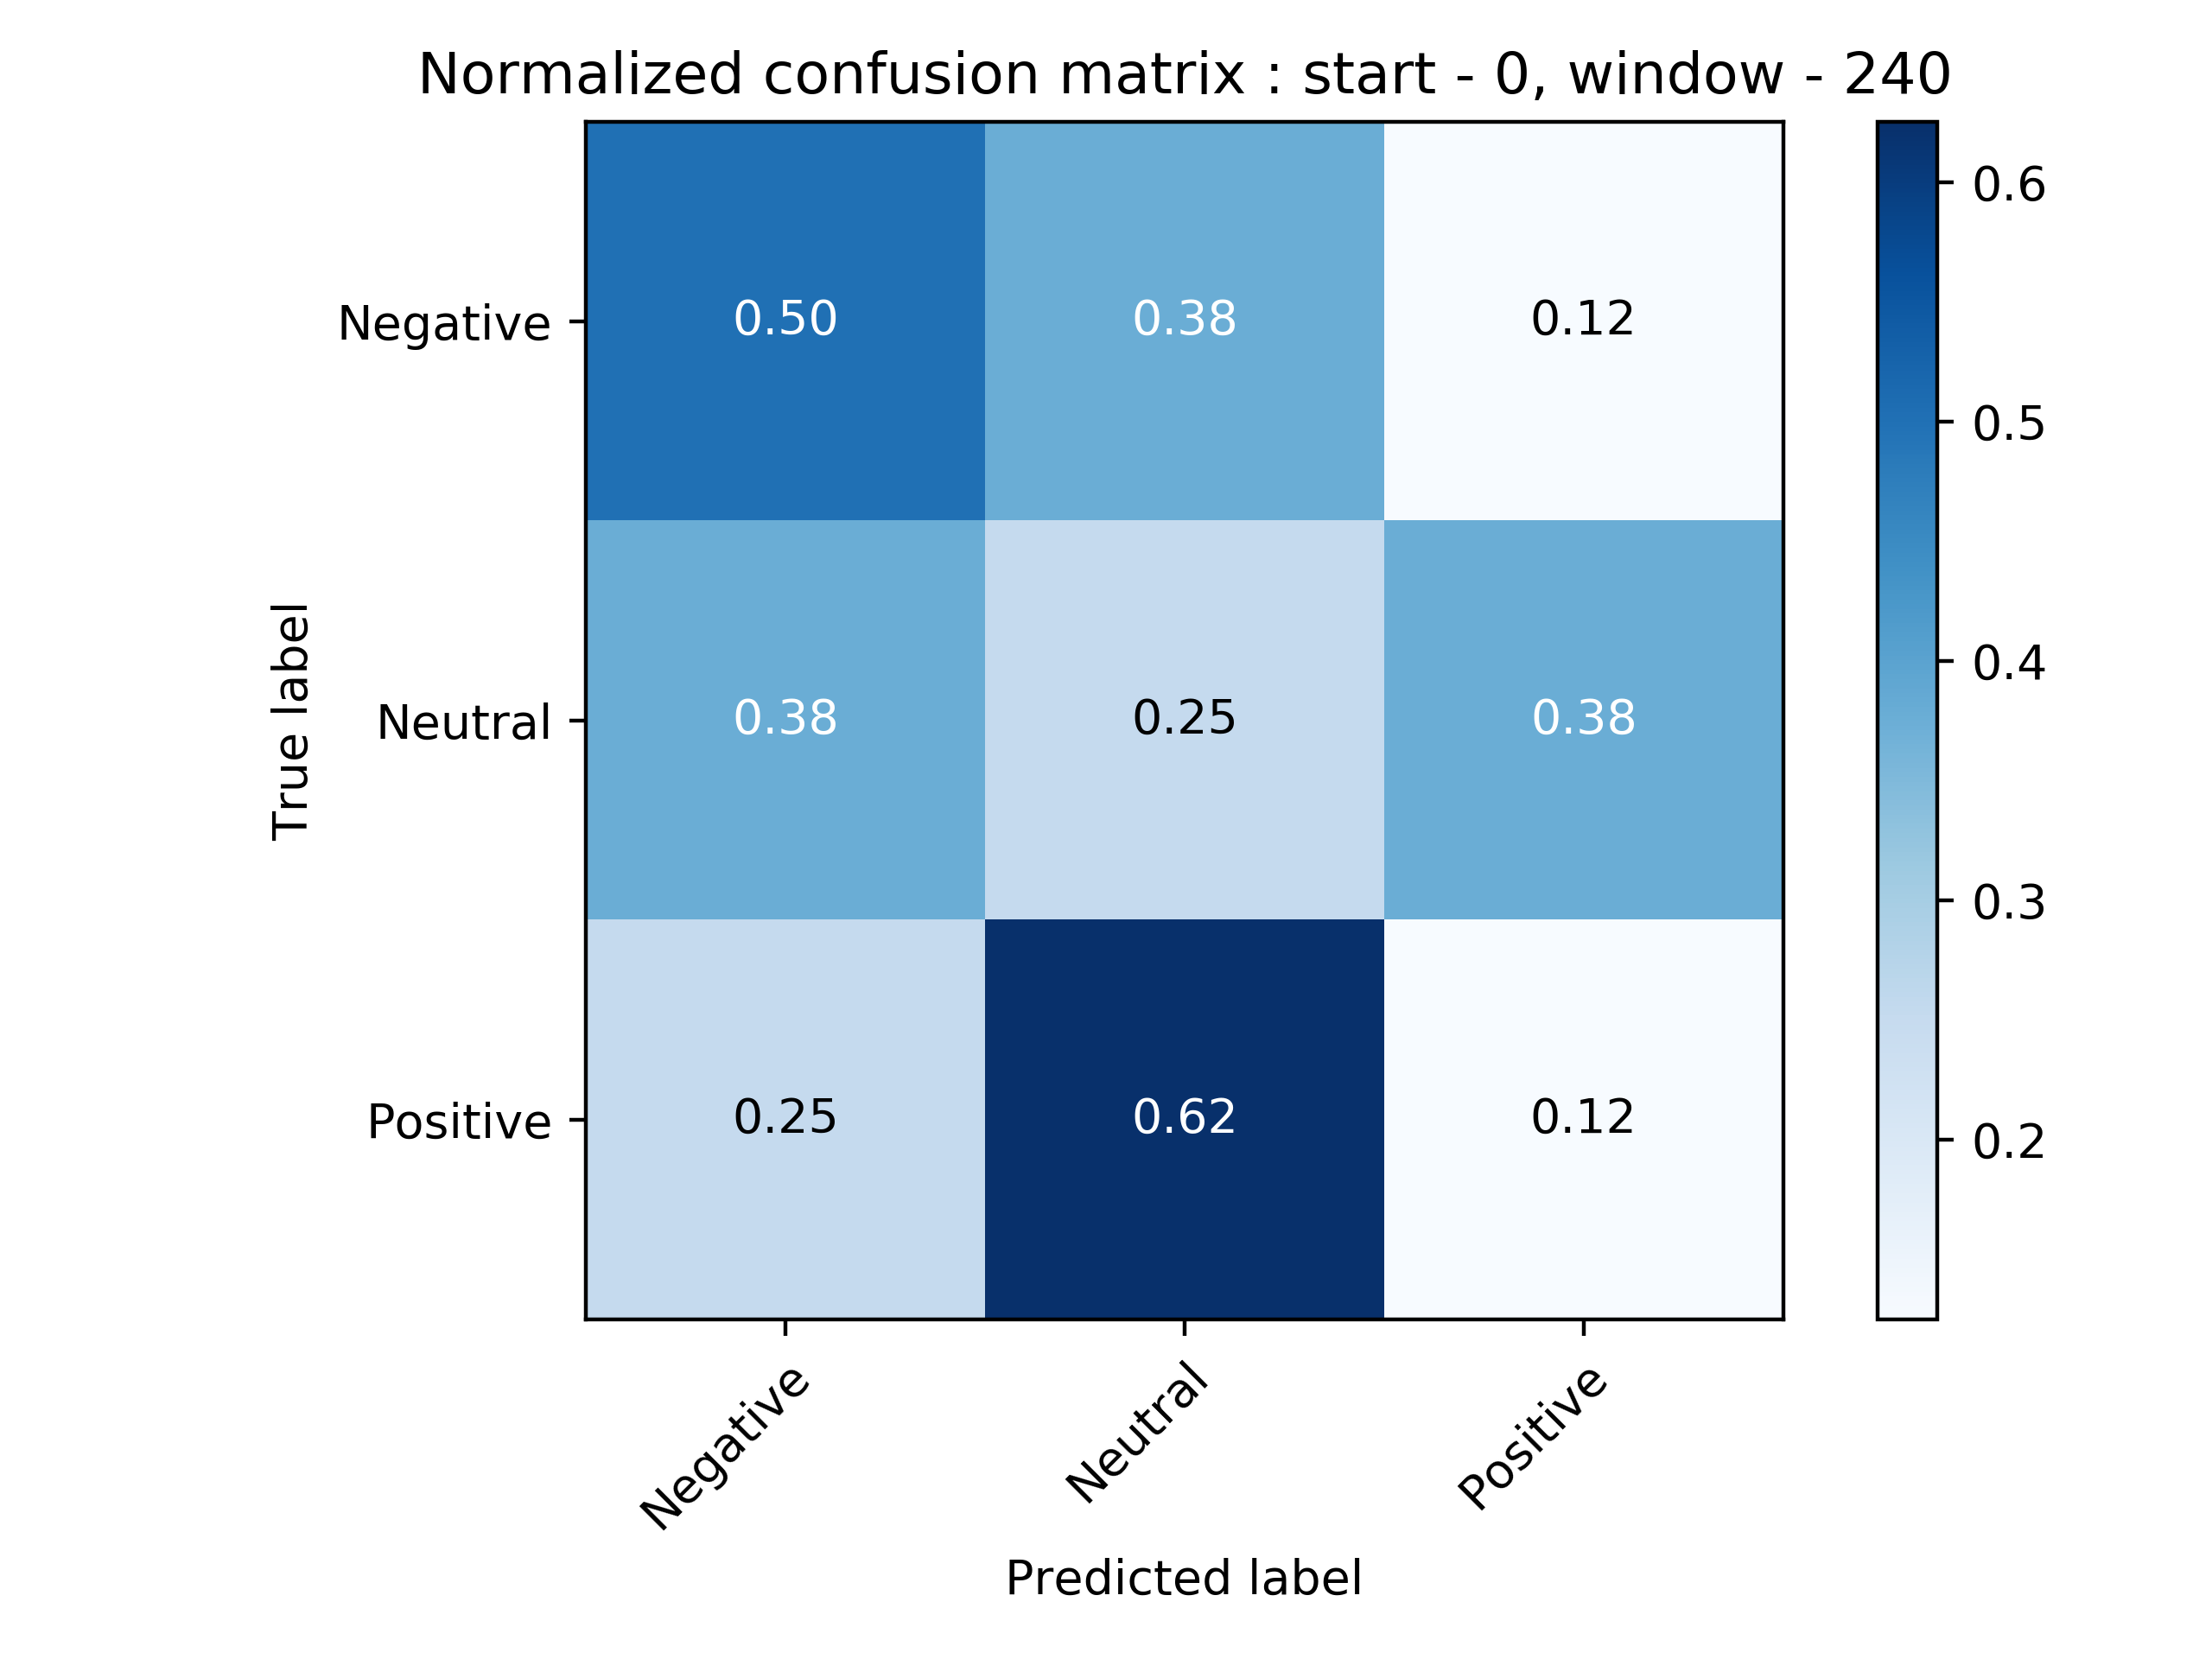 Normalized confusion matrix : start - 0, window - 240
Negative 0.50 0.38 0.12
Neutral 0.38 0.25 0.38
Positive 0.25 0.62 0.12
True label
Negative Neutral Positive
Predicted label
0.6
0.5
0.4
0.3
0.2